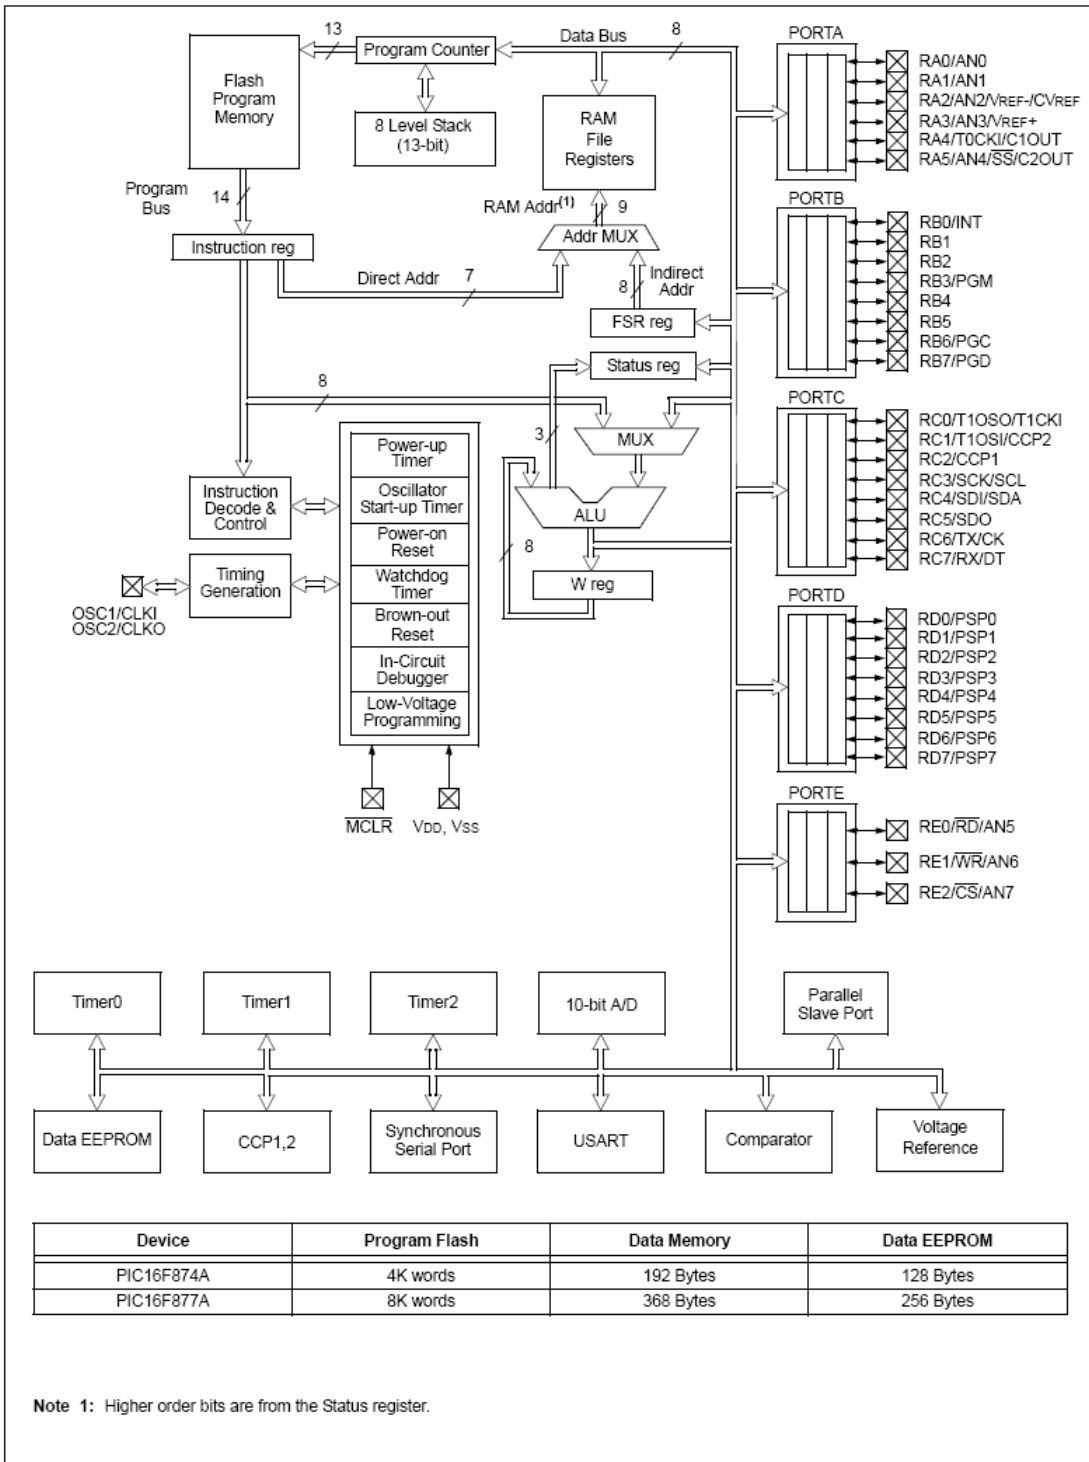 13
Program Counter
Data Bus
8
PORTA
Flash
Program
Memory
8 Level Stack
(13-bit)
RAM
File
Registers
RA0/AN0
RA1/AN1
RA2/AN2/VREF-/CVREF
RA3/AN3/VREF+
RA4/T0CKI/C1OUT
RA5/AN4/SS/C2OUT
Program
Bus
14
RAM Addr(1)
9
PORTB
Instruction reg
Addr MUX
Direct Addr
7
8
Indirect
Addr
FSR reg
RB0/INT
RB1
RB2
RB3/PGM
RB4
RB5
RB6/PGC
RB7/PGD
Status reg
8
3
MUX
PORTC
RC0/T1OSO/T1CKI
RC1/T1OSI/CCP2
RC2/CCP1
RC3/SCK/SCL
RC4/SDI/SDA
RC5/SDO
RC6/TX/CK
RC7/RX/DT
Instruction
Decode &
Control
Power-up
Timer
Oscillator
Start-up Timer
Power-on
Reset
Watchdog
Timer
Brown-out
Reset
In-Circuit
Debugger
Low-Voltage
Programming
ALU
8
W reg
Timing
Generation
OSC1/CLKI
OSC2/CLKO
MCLR
VDD, VSS
PORTD
RD0/PSP0
RD1/PSP1
RD2/PSP2
RD3/PSP3
RD4/PSP4
RD5/PSP5
RD6/PSP6
RD7/PSP7
PORTE
RE0/RD/AN5
RE1/WR/AN6
RE2/CS/AN7
Timer0
Timer1
Timer2
10-bit A/D
Parallel
Slave Port
Data EEPROM
CCP1,2
Synchronous
Serial Port
USART
Comparator
Voltage
Reference
Device Program Flash Data Memory Data EEPROM
PIC16F874A 4K words 192 Bytes 128 Bytes
PIC16F877A 8K words 368 Bytes 256 Bytes
Note 1: Higher order bits are from the Status register.